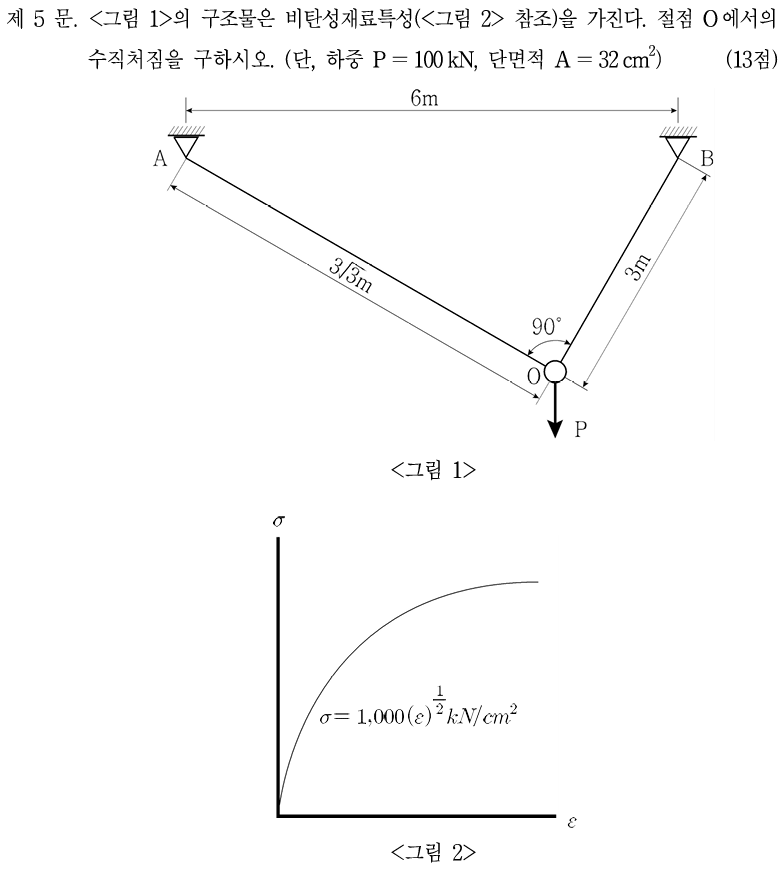 제 5 문. <그림 1>의 구조물은 비탄성재료특성(<그림 2> 참조)을 가진다. 절점 O에서의
수직처짐을 구하시오. (단, 하중 P = 100 kN, 단면적 A = 32 cm²) (13점)
6m
A
B
3√3m
3m
90°
O
P
<그림 1>
σ
σ = 1,000(ε)^{1/2} kN/cm²
ε
<그림 2>